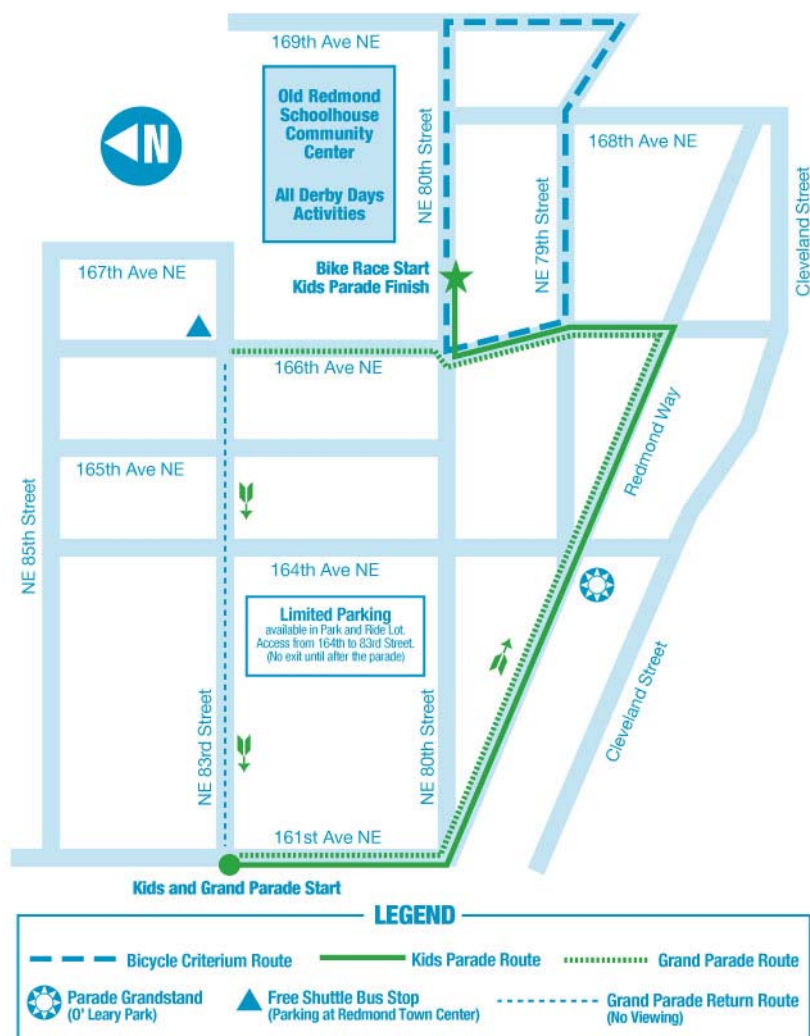 169th Ave NE
Old Redmond
Schoolhouse
Community
Center
All Derby Days
Activities
N
NE 80th Street
168th Ave NE
NE 79th Street
Cleveland Street
167th Ave NE
Bike Race Start
Kids Parade Finish
166th Ave NE
Redmond Way
165th Ave NE
NE 85th Street
164th Ave NE
Limited Parking
available in Park and Ride Lot.
Access from 164th to 83rd Street.
(No exit until after the parade)
NE 83rd Street
NE 80th Street
Cleveland Street
161st Ave NE
Kids and Grand Parade Start
LEGEND
Bicycle Criterium Route
Kids Parade Route
Grand Parade Route
Parade Grandstand
(O' Leary Park)
Free Shuttle Bus Stop
(Parking at Redmond Town Center)
Grand Parade Return Route
(No Viewing)